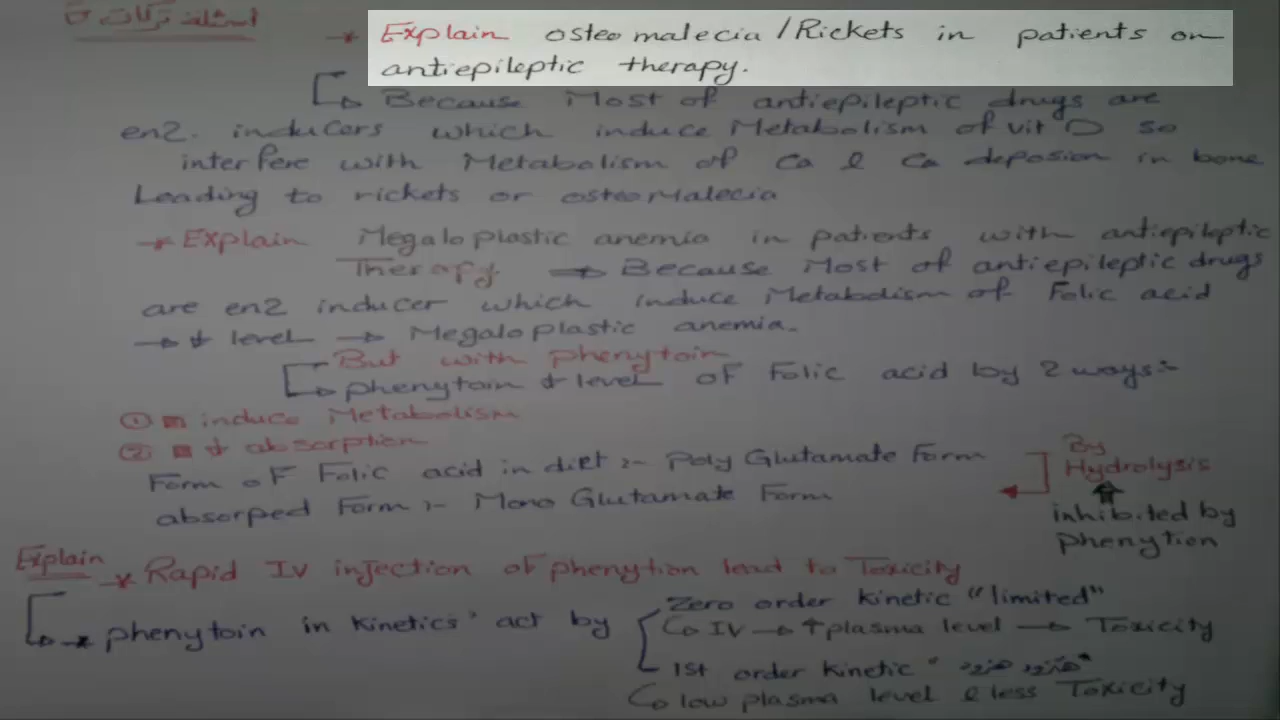 اسئلة تركات
* Explain osteomalecia/Rickets in patients on
antiepileptic therapy.
Because Most of antiepileptic drugs are
enz. inducers which induce Metabolism of vit D so
interfere with Metabolism of Ca & Ca deposion in bone
Leading to rickets or osteoMalecia
* Explain Megaloplastic anemia in patients with antiepileptic
Therapy. ⇒ Because Most of antiepileptic drugs
are enz inducer which induce Metabolism of Folic acid
→ ↓ level → Megaloplastic anemia.
But with phenytoin
phenytoin ↓ level of Folic acid by 2 ways:-
① induce Metabolism
② ↓ absorption
Form of Folic acid in diet :- Poly Glutamate Form
absorped Form :- Mono Glutamate Form
By
Hydrolysis
inhibited by
phenytion
Explain * Rapid IV injection of phenytion lead to Toxicity
→ * phenytoin in kinetics act by
Zero order kinetic "limited"
IV → ↑ plasma level → Toxicity
1st order kinetic
low plasma level & less Toxicity